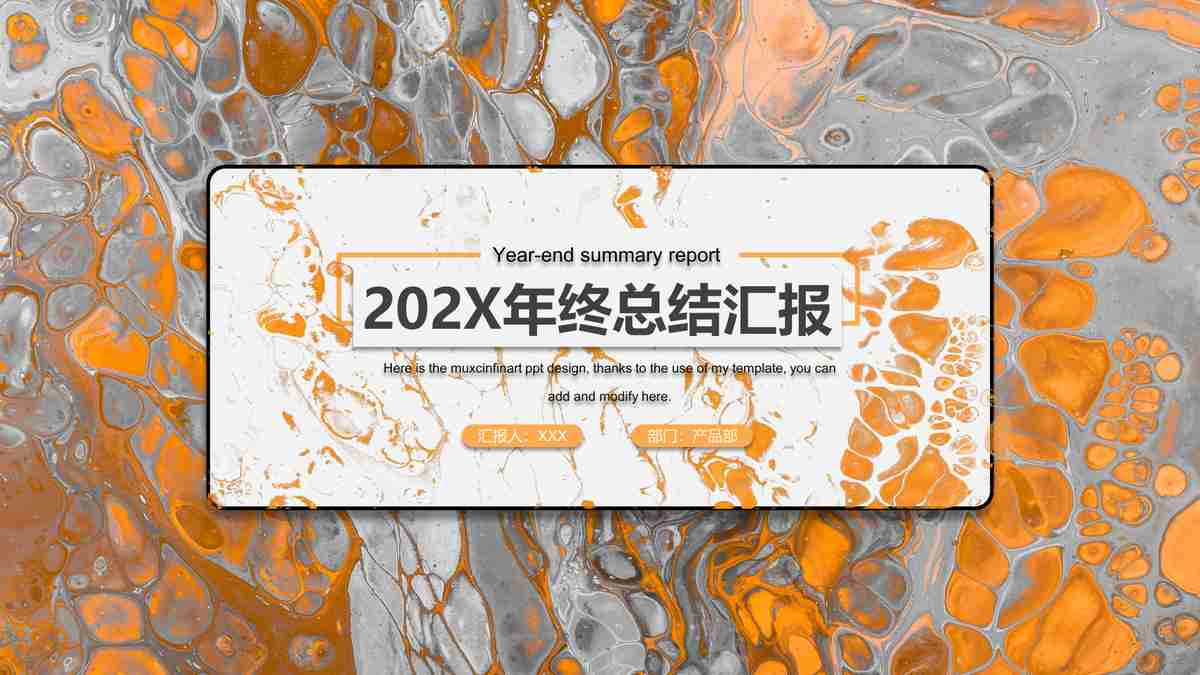 Year-end summary report
202X年终总结汇报
Here is the muxcinfinart ppt design, thanks to the use of my template, you can
add and modify here.
汇报人：XXX
部门：产品部